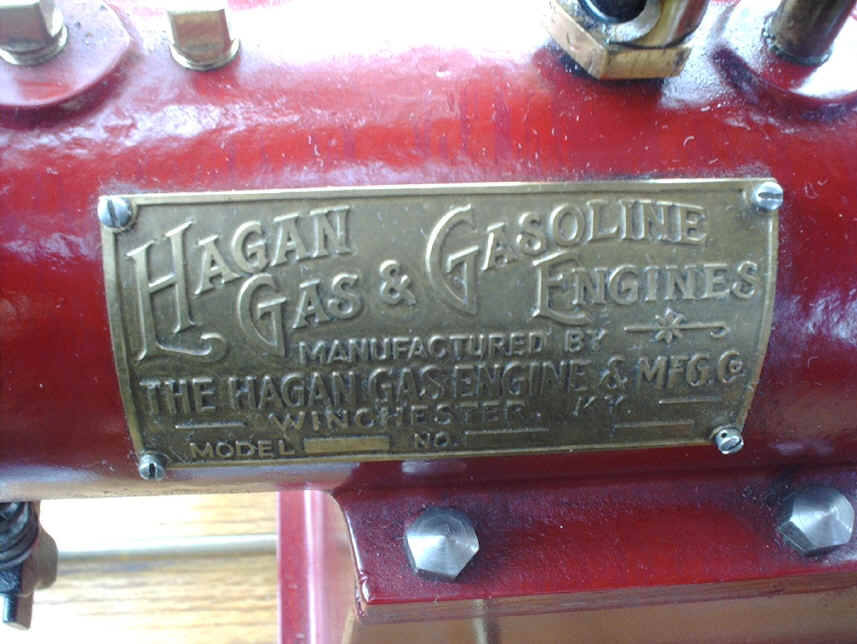 HAGAN
GAS & GASOLINE
ENGINES
MANUFACTURED BY
THE HAGAN GAS ENGINE & MFG. CO
WINCHESTER, KY.
MODEL NO.